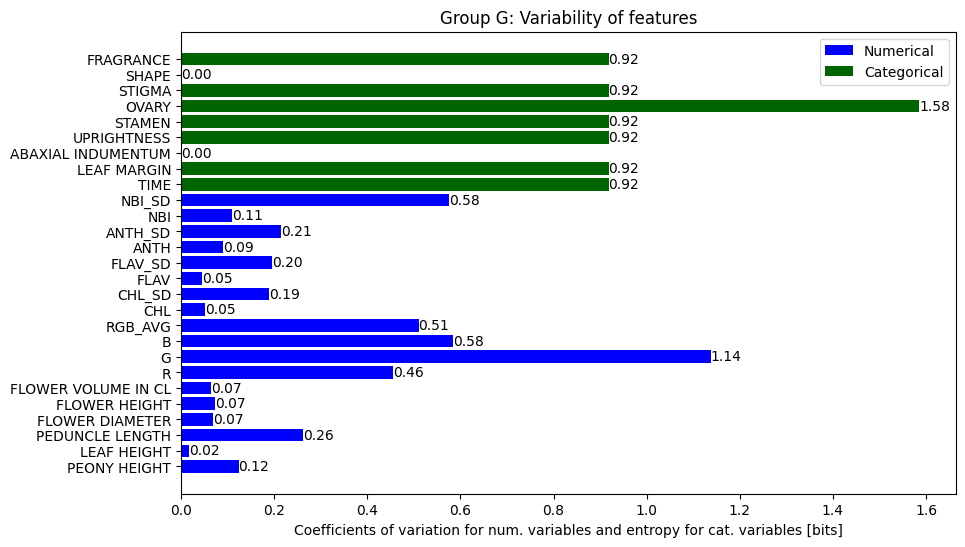 Group G: Variability of features
Numerical
Categorical
FRAGRANCE 0.92
SHAPE 0.00
STIGMA 0.92
OVARY 1.58
STAMEN 0.92
UPRIGHTNESS 0.92
ABAXIAL INDUMENTUM 0.00
LEAF MARGIN 0.92
TIME 0.92
NBI_SD 0.58
NBI 0.11
ANTH_SD 0.21
ANTH 0.09
FLAV_SD 0.20
FLAV 0.05
CHL_SD 0.19
CHL 0.05
RGB_AVG 0.51
B 0.58
G 1.14
R 0.46
FLOWER VOLUME IN CL 0.07
FLOWER HEIGHT 0.07
FLOWER DIAMETER 0.07
PEDUNCLE LENGTH 0.26
LEAF HEIGHT 0.02
PEONY HEIGHT 0.12
0.0 0.2 0.4 0.6 0.8 1.0 1.2 1.4 1.6
Coefficients of variation for num. variables and entropy for cat. variables [bits]